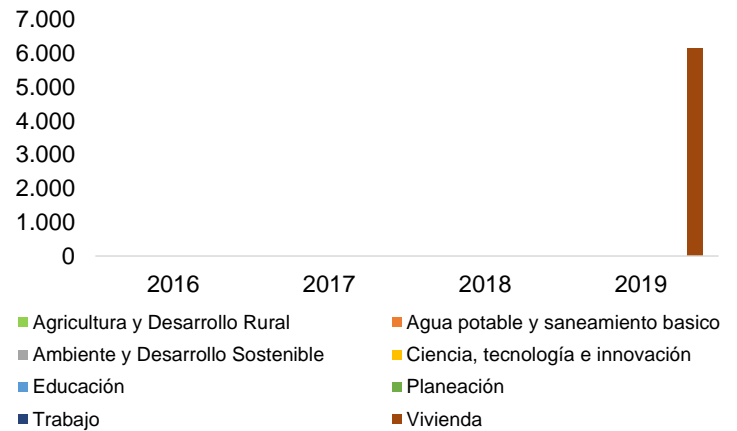 7.000
6.000
5.000
4.000
3.000
2.000
1.000
0
2016 2017 2018 2019
Agricultura y Desarrollo Rural Agua potable y saneamiento basico
Ambiente y Desarrollo Sostenible Ciencia, tecnología e innovación
Educación Planeación
Trabajo Vivienda